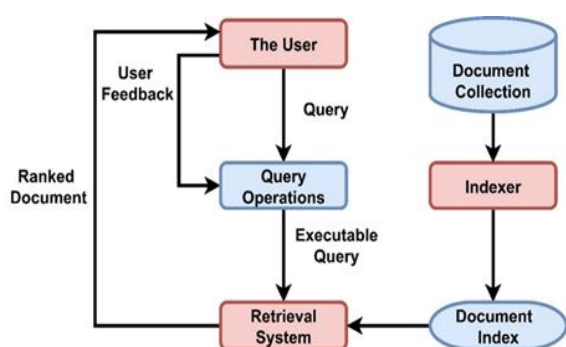 The User
Document
Collection
User
Feedback
Query
Ranked
Document
Query
Operations
Indexer
Executable
Query
Retrieval
System
Document
Index